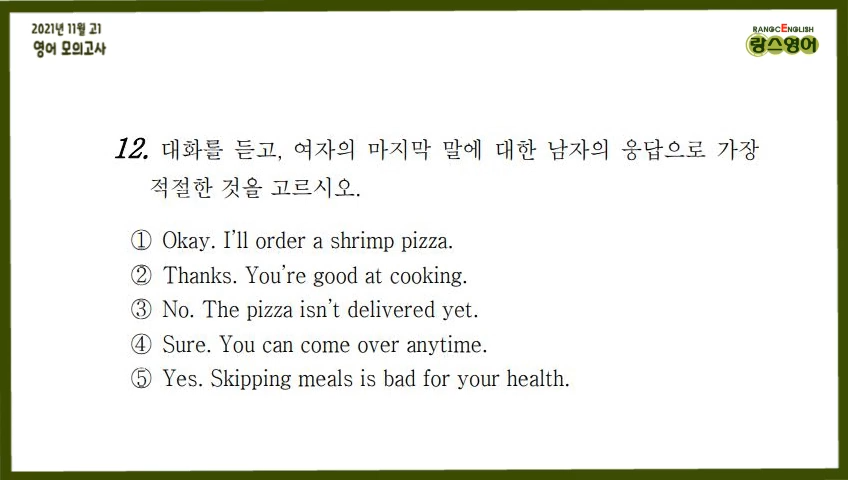 2021년 11월 고1
영어 모의고사
RANGCENGLISH
랑스영어
12. 대화를 듣고, 여자의 마지막 말에 대한 남자의 응답으로 가장
적절한 것을 고르시오.
① Okay. I’ll order a shrimp pizza.
② Thanks. You’re good at cooking.
③ No. The pizza isn’t delivered yet.
④ Sure. You can come over anytime.
⑤ Yes. Skipping meals is bad for your health.